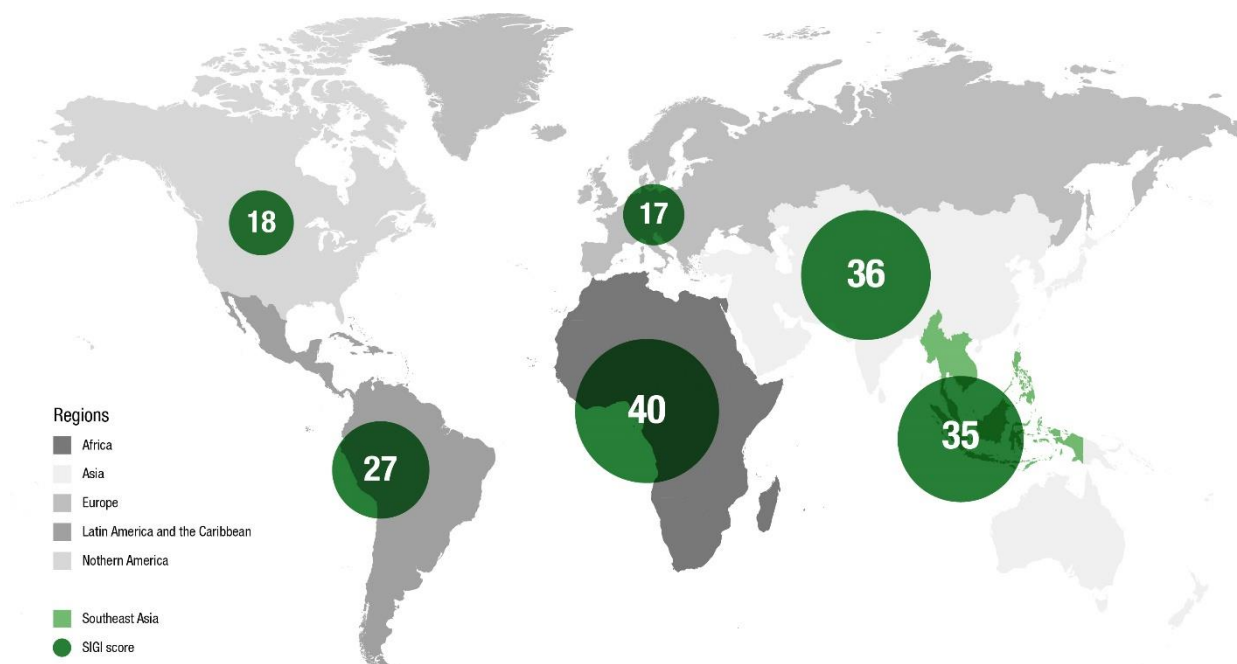 18
17
36
40
35
27
Regions
Africa
Asia
Europe
Latin America and the Caribbean
Nothern America
Southeast Asia
SIGI score